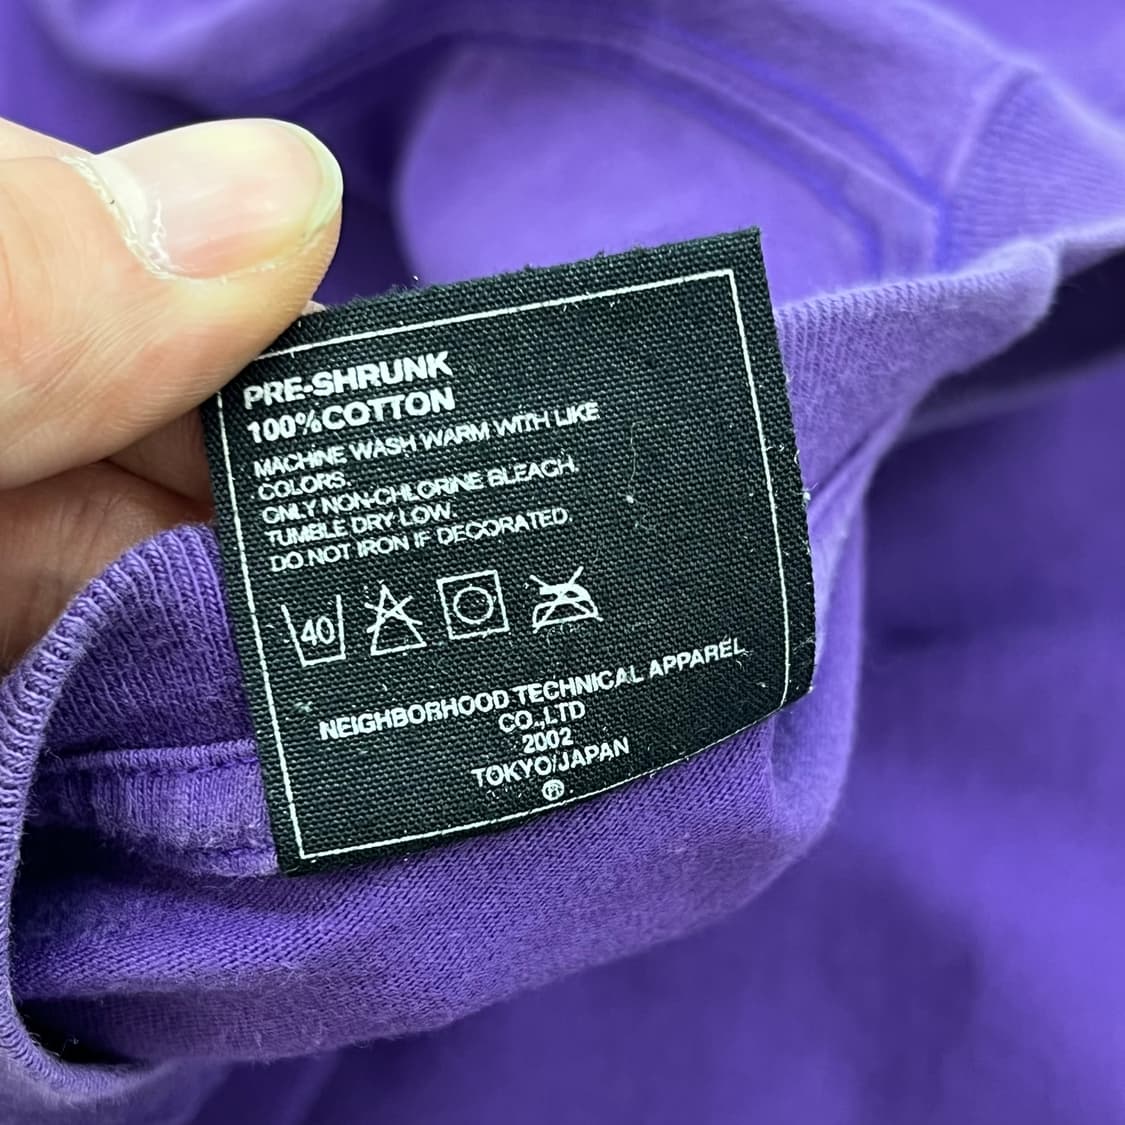 PRE-SHRUNK
100%COTTON
MACHINE WASH WARM WITH LIKE
COLORS.
ONLY NON-CHLORINE BLEACH.
TUMBLE DRY LOW.
DO NOT IRON IF DECORATED.
40
NEIGHBORHOOD TECHNICAL APPAREL
CO.,LTD
2002
TOKYO/JAPAN